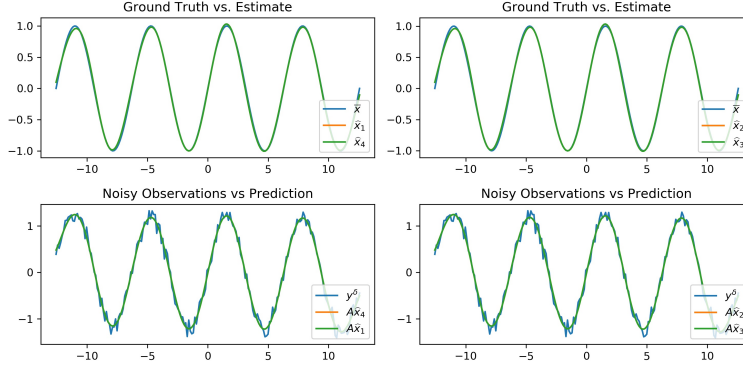 Ground Truth vs. Estimate
1.0
0.5
0.0
−0.5
−1.0
x̄
x̂₁
x̂₄
−10 −5 0 5 10
Ground Truth vs. Estimate
1.0
0.5
0.0
−0.5
−1.0
x̄
x̂₂
x̂₃
−10 −5 0 5 10
Noisy Observations vs Prediction
1
0
−1
y^δ
Ax̂₄
Ax̂₁
−10 −5 0 5 10
Noisy Observations vs Prediction
1
0
−1
y^δ
Ax̂₂
Ax̂₃
−10 −5 0 5 10